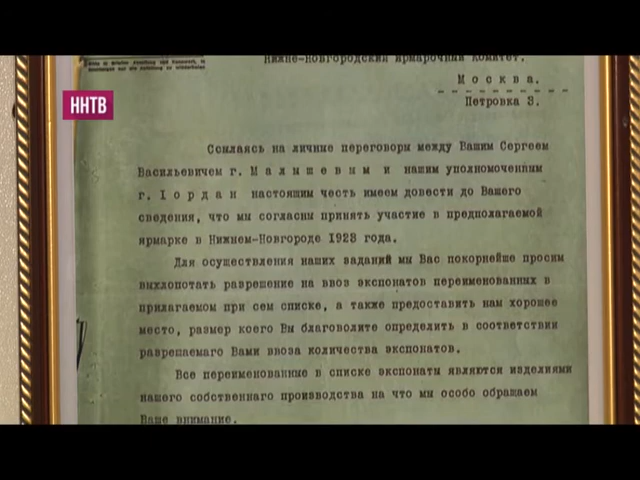 Нижне-Новгородский Ярмарочный Комитет.
Москва.
Петровка 3.
ННТВ
Ссылаясь на личные переговоры между Вашим Сергеем
Васильевичем г. Малышевым и нашим уполномоченным
г. Iордан настоящим честь имеем довести до Вашего
сведения, что мы согласны принять участие в предполагаемой
ярмарке в Нижнем-Новгороде 1923 года.
Для осуществления наших заданий мы Вас покорнейше просим
выхлопотать разрешение на ввоз экспонатов переименованных в
прилагаемом при сем списке, а также предоставить нам хорошее
место, размер коего Вы благоволите определить в соответствии
разрешаемаго Вами ввоза количества экспонатов.
Все переименованные в списке экспонаты являются изделиями
нашего собственнаго производства на что мы особо обращаем
Ваше внимание.